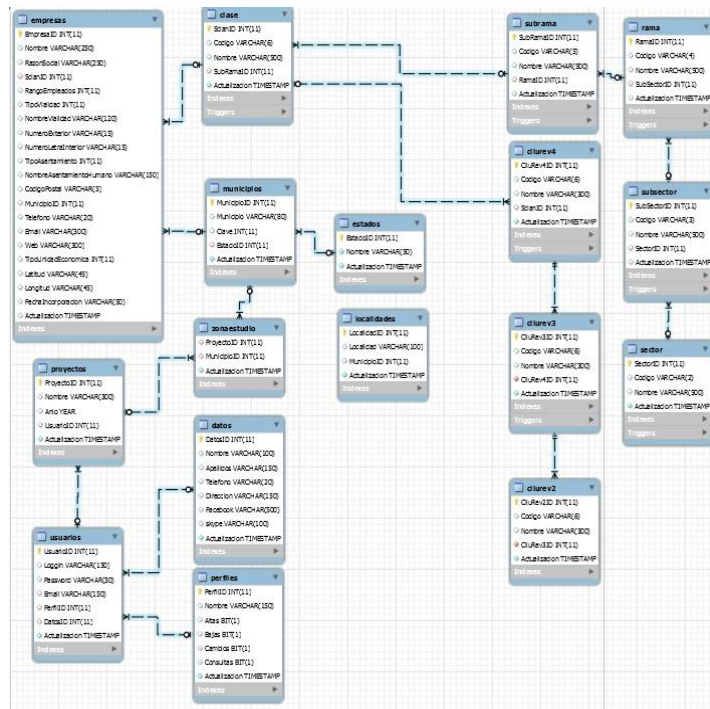 empresas
EmpresaID INT(11)
Nombre VARCHAR(250)
RazonSocial VARCHAR(250)
ScianID INT(11)
RangoEmpleados INT(11)
TipoVialidad INT(11)
NombreVialidad VARCHAR(120)
NumeroExterior VARCHAR(15)
NumeroLetraInterior VARCHAR(15)
TipoAsentamiento INT(11)
NombreAsentamientoHumano VARCHAR(150)
CodigoPostal VARCHAR(5)
MunicipioID INT(11)
Telefono VARCHAR(20)
Email VARCHAR(300)
Web VARCHAR(300)
TipoUnidadEconomica INT(11)
Latitud VARCHAR(45)
Longitud VARCHAR(45)
FechaIncorporacion VARCHAR(50)
Actualizacion TIMESTAMP
Indexes
clase
ScianID INT(11)
Codigo VARCHAR(6)
Nombre VARCHAR(500)
SubRamaID INT(11)
Actualizacion TIMESTAMP
Indexes
Triggers
subrama
SubRamaID INT(11)
Codigo VARCHAR(5)
Nombre VARCHAR(500)
RamaID INT(11)
Actualizacion TIMESTAMP
Indexes
rama
RamaID INT(11)
Codigo VARCHAR(4)
Nombre VARCHAR(500)
SubSectorID INT(11)
Actualizacion TIMESTAMP
Indexes
municipios
MunicipioID INT(11)
Municipio VARCHAR(80)
Clave INT(11)
EstadoID INT(11)
Actualizacion TIMESTAMP
Indexes
estados
EstadoID INT(11)
Nombre VARCHAR(50)
Actualizacion TIMESTAMP
Indexes
ciiurev4
CiiuRev4ID INT(11)
Codigo VARCHAR(6)
Nombre VARCHAR(300)
ScianID INT(11)
Actualizacion TIMESTAMP
Indexes
Triggers
subsector
SubSectorID INT(11)
Codigo VARCHAR(3)
Nombre VARCHAR(500)
SectorID INT(11)
Actualizacion TIMESTAMP
Indexes
zonaestudio
ProyectoID INT(11)
MunicipioID INT(11)
Actualizacion TIMESTAMP
Indexes
localidades
LocalidadID INT(11)
Localidad VARCHAR(100)
MunicipioID INT(11)
Actualizacion TIMESTAMP
Indexes
ciiurev3
CiiuRev3ID INT(11)
Codigo VARCHAR(6)
Nombre VARCHAR(300)
CiiuRev4ID INT(11)
Actualizacion TIMESTAMP
Indexes
Triggers
sector
SectorID INT(11)
Codigo VARCHAR(2)
Nombre VARCHAR(500)
Actualizacion TIMESTAMP
Indexes
proyectos
ProyectoID INT(11)
Nombre VARCHAR(300)
Anio YEAR
UsuarioID INT(11)
Actualizacion TIMESTAMP
Indexes
datos
DatosID INT(11)
Nombre VARCHAR(100)
Apellidos VARCHAR(150)
Telefono VARCHAR(20)
Direccion VARCHAR(150)
Facebook VARCHAR(500)
skype VARCHAR(100)
Actualizacion TIMESTAMP
Indexes
ciiurev2
CiiuRev2ID INT(11)
Codigo VARCHAR(6)
Nombre VARCHAR(300)
CiiuRev3ID INT(11)
Actualizacion TIMESTAMP
Indexes
usuarios
UsuarioID INT(11)
Loggin VARCHAR(150)
Password VARCHAR(30)
Email VARCHAR(150)
PerfilID INT(11)
DatosID INT(11)
Actualizacion TIMESTAMP
Indexes
perfiles
PerfilID INT(11)
Nombre VARCHAR(150)
Altas BIT(1)
Bajas BIT(1)
Cambios BIT(1)
Consultas BIT(1)
Actualizacion TIMESTAMP
Indexes